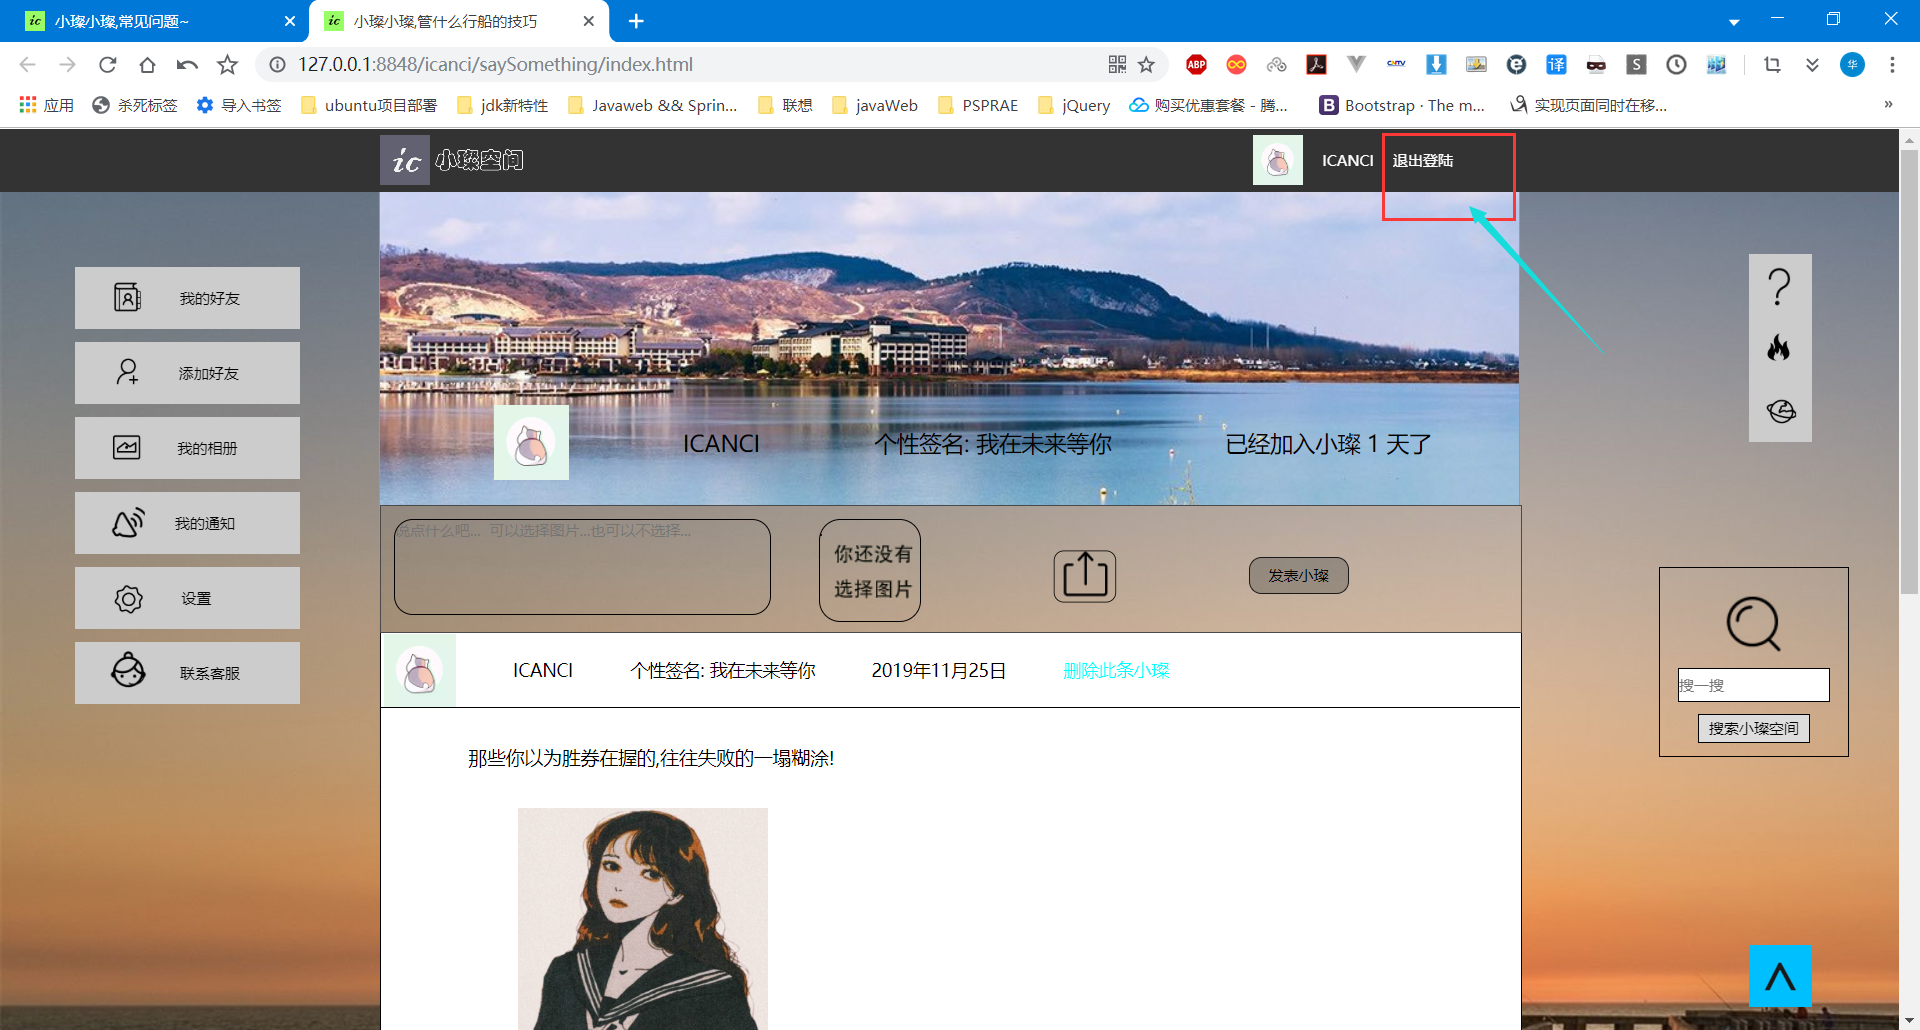 小璨小璨,常见问题~
小璨小璨,管什么行船的技巧
127.0.0.1:8848/icanci/saySomething/index.html
ABP
译
S
华
应用
杀死标签
导入书签
ubuntu项目部署
jdk新特性
Javaweb && Sprin...
联想
javaWeb
PSPRAE
jQuery
购买优惠套餐 - 腾...
B
Bootstrap · The m...
实现页面同时在移...
»
ic
小璨空间
ICANCI
退出登陆
我的好友
添加好友
我的相册
我的通知
设置
联系客服
ICANCI
个性签名: 我在未来等你
已经加入小璨 1 天了
说点什么吧... 可以选择图片...也可以不选择...
你还没有
选择图片
发表小璨
ICANCI
个性签名: 我在未来等你
2019年11月25日
删除此条小璨
那些你以为胜券在握的,往往失败的一塌糊涂!
搜一搜
搜索小璨空间